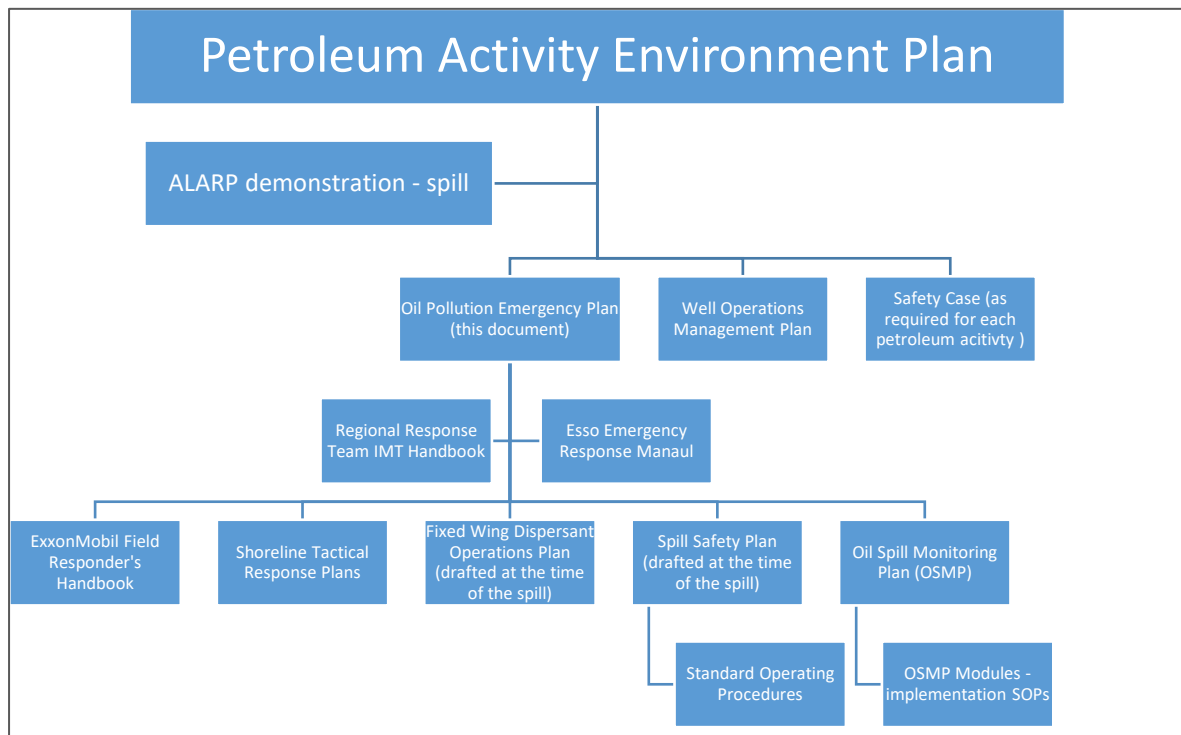 Petroleum Activity Environment Plan
ALARP demonstration - spill
Oil Pollution Emergency Plan
(this document)
Well Operations
Management Plan
Safety Case (as
required for each
petroleum acitivty )
Regional Response
Team IMT Handbook
Esso Emergency
Response Manaul
ExxonMobil Field
Responder's
Handbook
Shoreline Tactical
Response Plans
Fixed Wing Dispersant
Operations Plan
(drafted at the time
of the spill)
Spill Safety Plan
(drafted at the time
of the spill)
Oil Spill Monitoring
Plan (OSMP)
Standard Operating
Procedures
OSMP Modules -
implementation SOPs